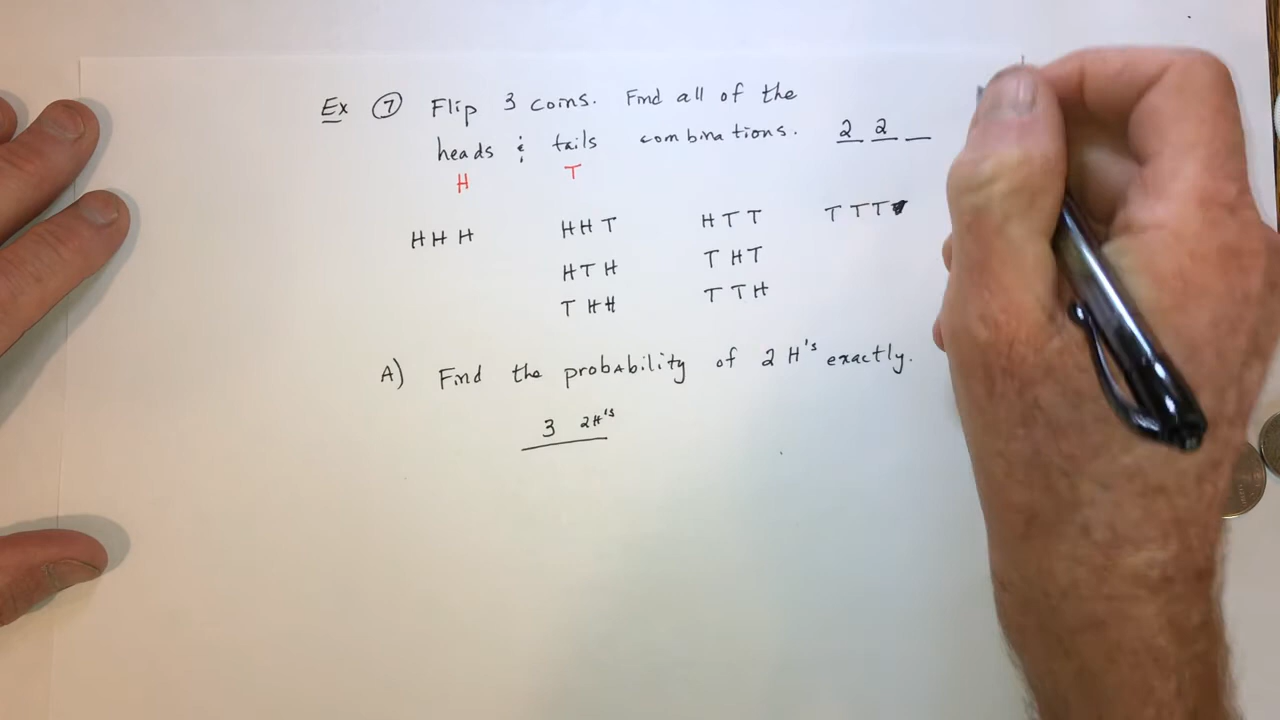 Ex ⑦ Flip 3 coins. Find all of the
heads & tails combinations. 2 2 _
H T
HHH HHT HTT TTT
HTH THT
THH TTH
A) Find the probability of 2 H's exactly.
3 2H's